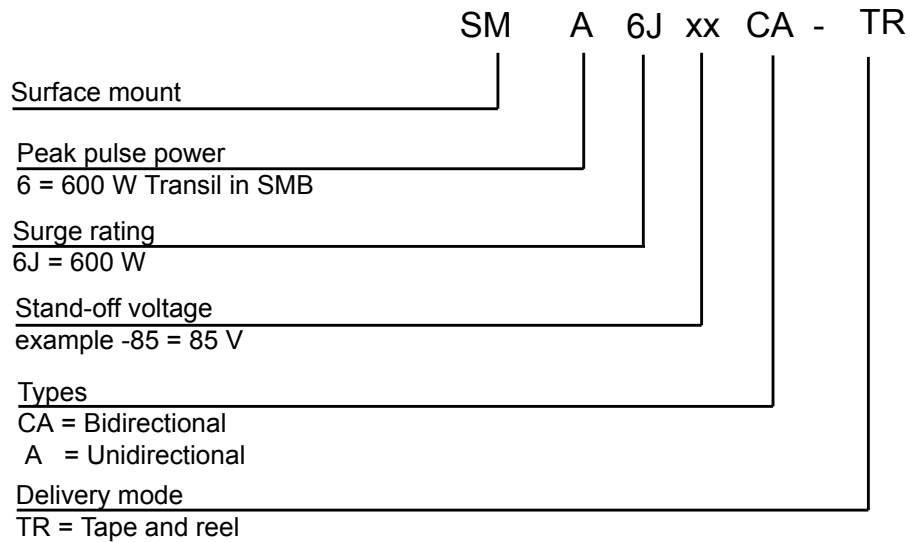 SM A 6J xx CA - TR
Surface mount
Peak pulse power
6 = 600 W Transil in SMB
Surge rating
6J = 600 W
Stand-off voltage
example -85 = 85 V
Types
CA = Bidirectional
A = Unidirectional
Delivery mode
TR = Tape and reel